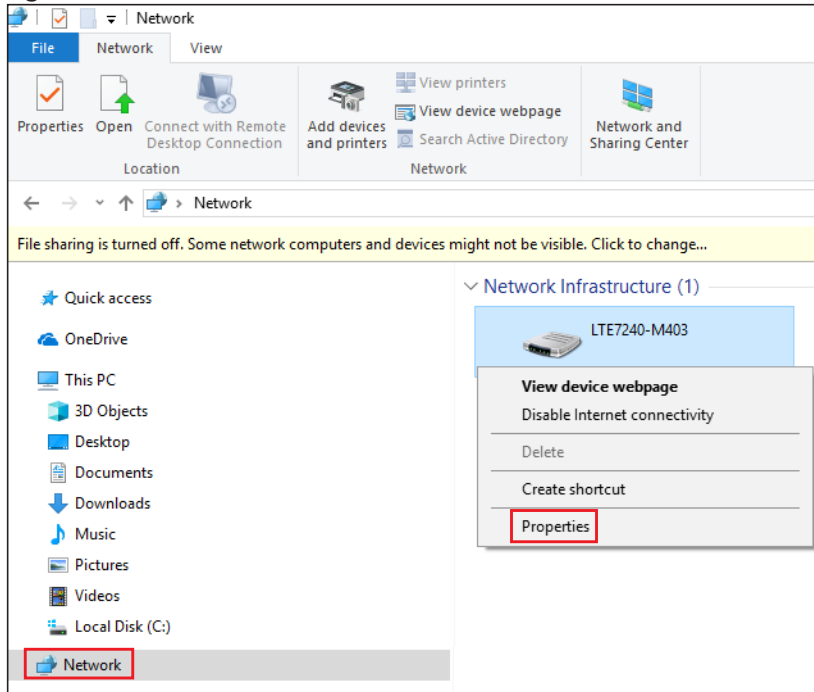 Network
File Network View
Properties Open Connect with Remote Desktop Connection
Add devices and printers
View printers
View device webpage
Search Active Directory
Network and Sharing Center
Location Network
Network
File sharing is turned off. Some network computers and devices might not be visible. Click to change...
Quick access
OneDrive
This PC
3D Objects
Desktop
Documents
Downloads
Music
Pictures
Videos
Local Disk (C:)
Network
Network Infrastructure (1)
LTE7240-M403
View device webpage
Disable Internet connectivity
Delete
Create shortcut
Properties